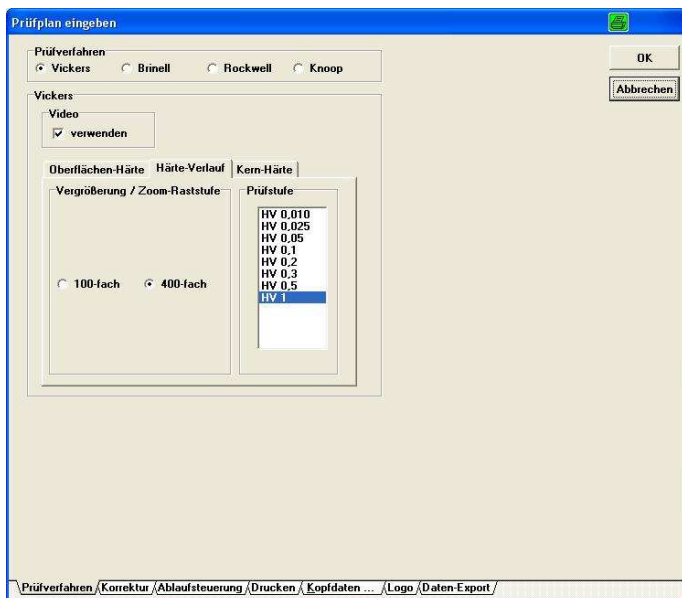 Prüfplan eingeben
Prüfverfahren
Vickers Brinell Rockwell Knoop
OK
Abbrechen
Vickers
Video
verwenden
Oberflächen-Härte Härte-Verlauf Kern-Härte
Vergrößerung / Zoom-Raststufe
100-fach 400-fach
Prüfstufe
HV 0,010
HV 0,025
HV 0,05
HV 0,1
HV 0,2
HV 0,3
HV 0,5
HV 1
Prüfverfahren Korrektur Ablaufsteuerung Drucken Kopfdaten ... Logo Daten-Export